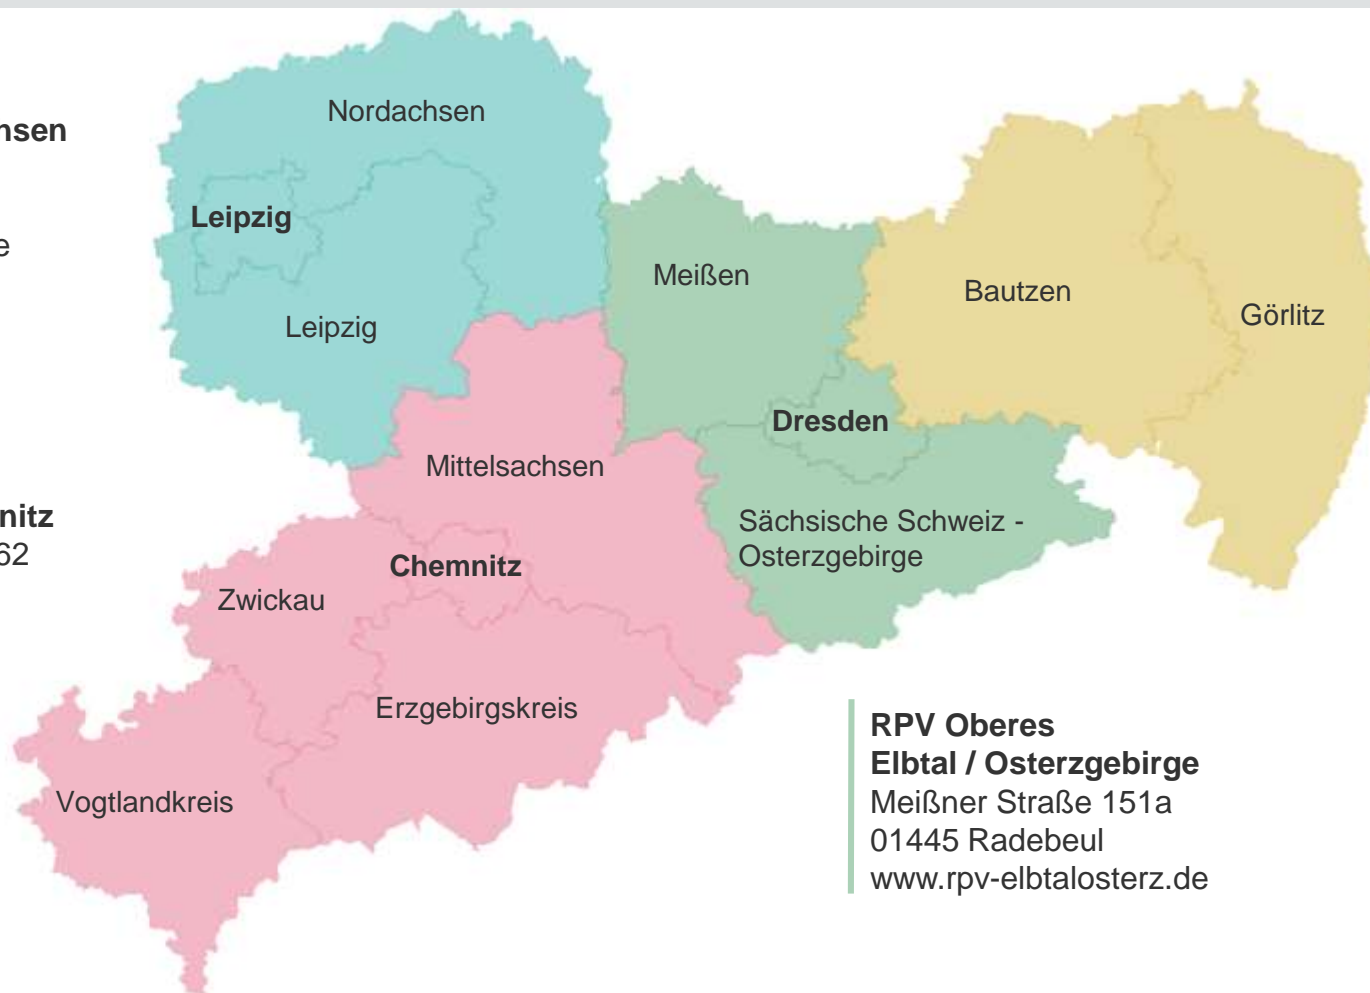 Nordachsen
hsen
Leipzig
e
Meißen
Bautzen
Görlitz
Leipzig
Dresden
Mittelsachsen
nitz
62
Sächsische Schweiz -
Osterzgebirge
Chemnitz
Zwickau
Erzgebirgskreis
Vogtlandkreis
RPV Oberes
Elbtal / Osterzgebirge
Meißner Straße 151a
01445 Radebeul
www.rpv-elbtalosterz.de